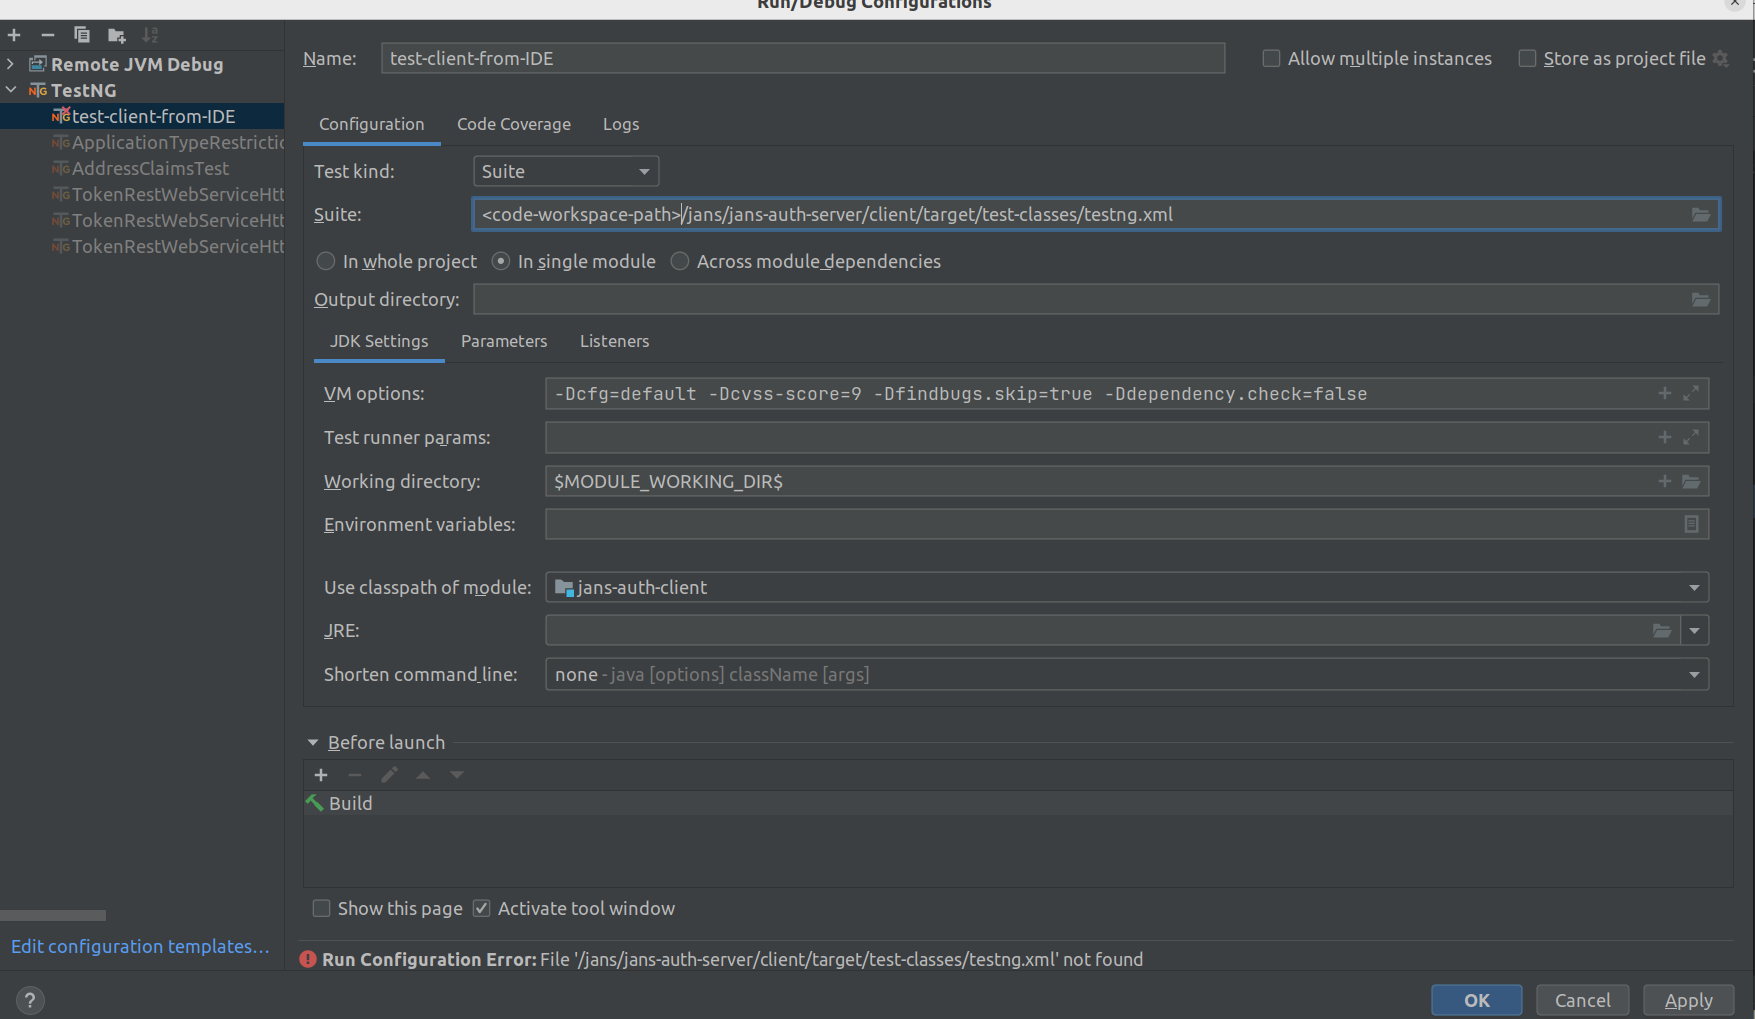 Run/Debug Configurations
Remote JVM Debug
TestNG
test-client-from-IDE
ApplicationTypeRestrictio
AddressClaimsTest
TokenRestWebServiceHtt
TokenRestWebServiceHtt
TokenRestWebServiceHtt
Edit configuration templates...
Name: test-client-from-IDE Allow multiple instances Store as project file
Configuration Code Coverage Logs
Test kind: Suite
Suite: <code-workspace-path>/jans/jans-auth-server/client/target/test-classes/testng.xml
In whole project In single module Across module dependencies
Output directory:
JDK Settings Parameters Listeners
VM options: -Dcfg=default -Dcvss-score=9 -Dfindbugs.skip=true -Ddependency.check=false
Test runner params:
Working directory: $MODULE_WORKING_DIR$
Environment variables:
Use classpath of module: jans-auth-client
JRE:
Shorten command line: none - java [options] className [args]
Before launch
Build
Show this page Activate tool window
Run Configuration Error: File '/jans/jans-auth-server/client/target/test-classes/testng.xml' not found
? OK Cancel Apply